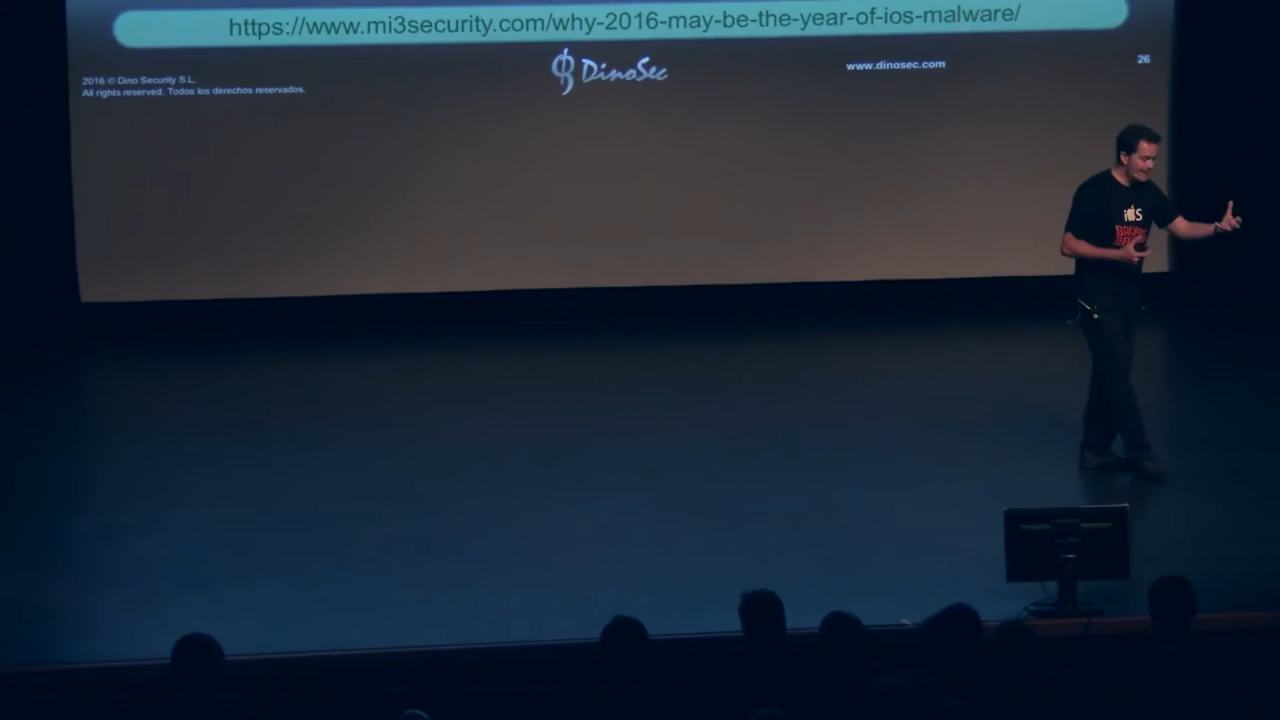 https://www.mi3security.com/why-2016-may-be-the-year-of-ios-malware/
2016 © Dino Security S.L.
All rights reserved. Todos los derechos reservados.
DinoSec
www.dinosec.com
26
iOS